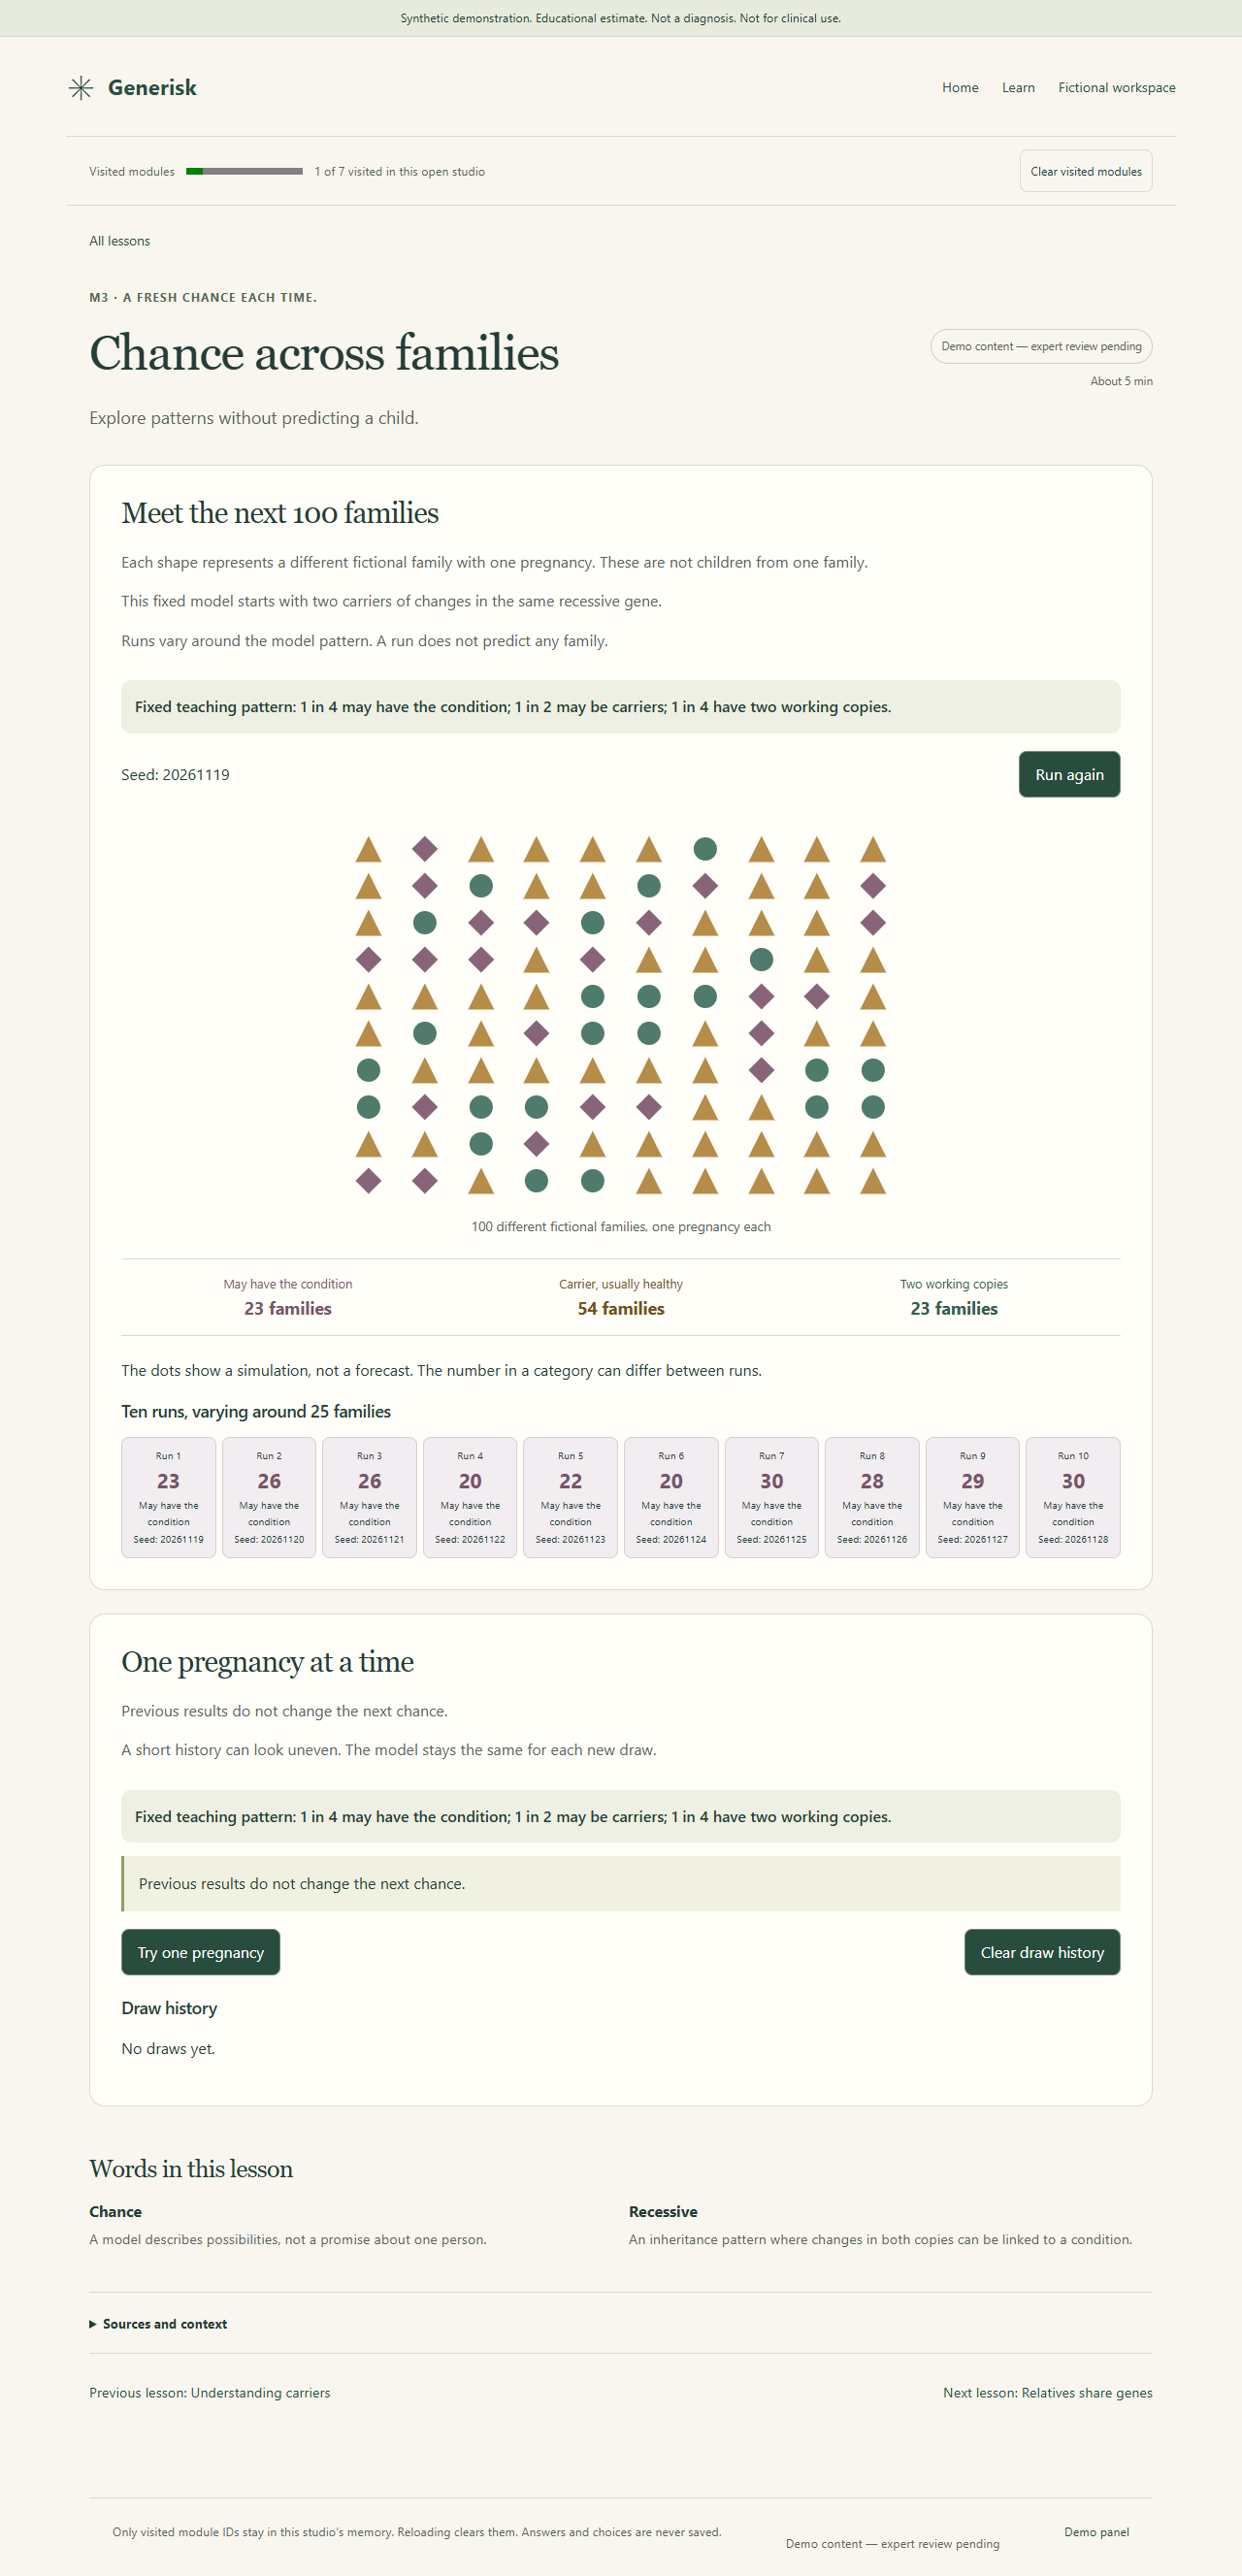 Synthetic demonstration. Educational estimate. Not a diagnosis. Not for clinical use.
Generisk
Home Learn Fictional workspace
Visited modules 1 of 7 visited in this open studio Clear visited modules
All lessons
M3 · A FRESH CHANCE EACH TIME.
Chance across families
Demo content — expert review pending
About 5 min
Explore patterns without predicting a child.
Meet the next 100 families
Each shape represents a different fictional family with one pregnancy. These are not children from one family.
This fixed model starts with two carriers of changes in the same recessive gene.
Runs vary around the model pattern. A run does not predict any family.
Fixed teaching pattern: 1 in 4 may have the condition; 1 in 2 may be carriers; 1 in 4 have two working copies.
Seed: 20261119 Run again
100 different fictional families, one pregnancy each
May have the condition Carrier, usually healthy Two working copies
23 families 54 families 23 families
The dots show a simulation, not a forecast. The number in a category can differ between runs.
Ten runs, varying around 25 families
Run 1 Run 2 Run 3 Run 4 Run 5 Run 6 Run 7 Run 8 Run 9 Run 10
23 26 26 20 22 20 30 28 29 30
May have the May have the May have the May have the May have the May have the May have the May have the May have the May have the
condition condition condition condition condition condition condition condition condition condition
Seed: 20261119 Seed: 20261120 Seed: 20261121 Seed: 20261122 Seed: 20261123 Seed: 20261124 Seed: 20261125 Seed: 20261126 Seed: 20261127 Seed: 20261128
One pregnancy at a time
Previous results do not change the next chance.
A short history can look uneven. The model stays the same for each new draw.
Fixed teaching pattern: 1 in 4 may have the condition; 1 in 2 may be carriers; 1 in 4 have two working copies.
Previous results do not change the next chance.
Try one pregnancy Clear draw history
Draw history
No draws yet.
Words in this lesson
Chance Recessive
A model describes possibilities, not a promise about one person. An inheritance pattern where changes in both copies can be linked to a condition.
Sources and context
Previous lesson: Understanding carriers Next lesson: Relatives share genes
Only visited module IDs stay in this studio's memory. Reloading clears them. Answers and choices are never saved. Demo content — expert review pending Demo panel